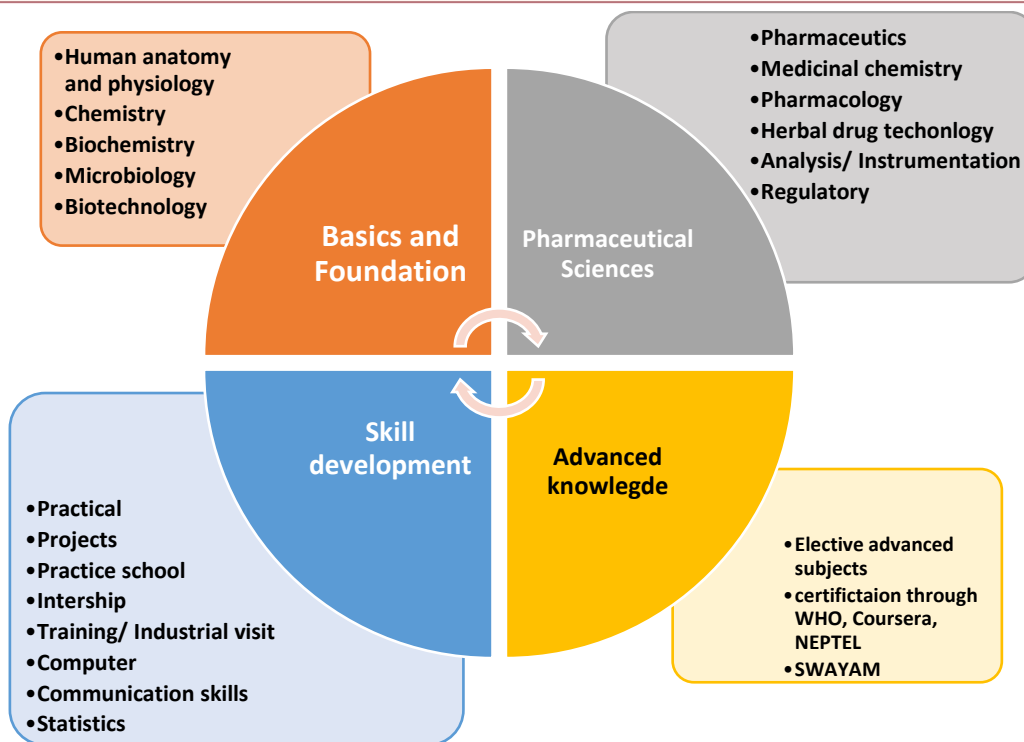 •Human anatomy
and physiology
•Chemistry
•Biochemistry
•Microbiology
•Biotechnology
Basics and
Foundation
•Pharmaceutics
•Medicinal chemistry
•Pharmacology
•Herbal drug techonlogy
•Analysis/ Instrumentation
•Regulatory
Pharmaceutical
Sciences
Skill
development
•Practical
•Projects
•Practice school
•Intership
•Training/ Industrial visit
•Computer
•Communication skills
•Statistics
Advanced
knowlegde
•Elective advanced
subjects
•certifictaion through
WHO, Coursera,
NEPTEL
•SWAYAM